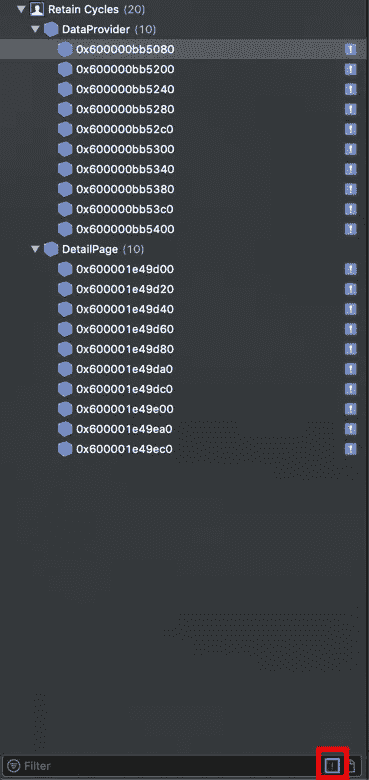 Retain Cycles (20)
DataProvider (10)
0x600000bb5080
0x600000bb5200
0x600000bb5240
0x600000bb5280
0x600000bb52c0
0x600000bb5300
0x600000bb5340
0x600000bb5380
0x600000bb53c0
0x600000bb5400
DetailPage (10)
0x600001e49d00
0x600001e49d20
0x600001e49d40
0x600001e49d60
0x600001e49d80
0x600001e49da0
0x600001e49dc0
0x600001e49e00
0x600001e49ea0
0x600001e49ec0
Filter